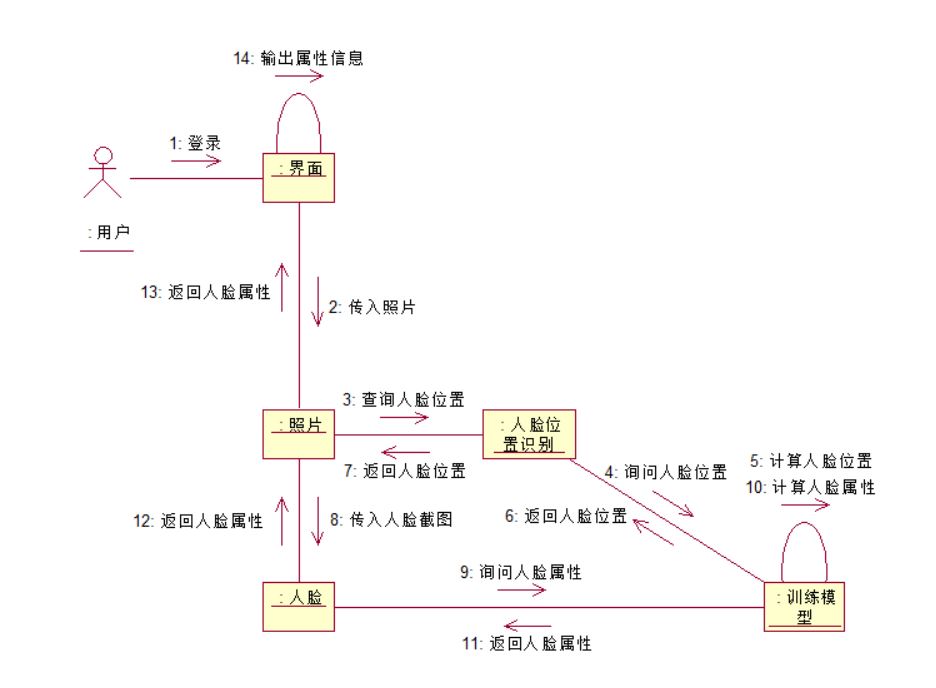 14: 输出属性信息
1: 登录
: 界面
: 用户
13: 返回人脸属性
2: 传入照片
3: 查询人脸位置
: 照片
: 人脸位
置识别
7: 返回人脸位置
4: 询问人脸位置
5: 计算人脸位置
10: 计算人脸属性
12: 返回人脸属性
8: 传入人脸截图
6: 返回人脸位置
9: 询问人脸属性
: 人脸
: 训练模
型
11: 返回人脸属性